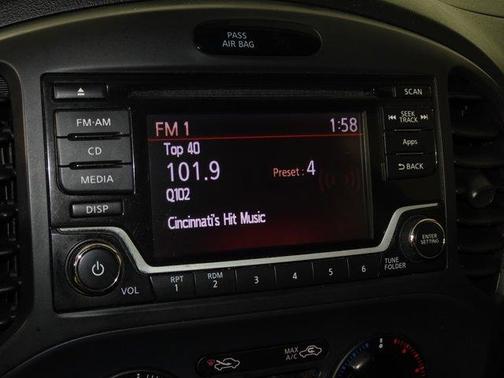 PASS
AIR BAG
SCAN
FM·AM
SEEK
TRACK
CD
Apps
MEDIA
BACK
DISP
FM 1 1:58
Top 40
101.9 Preset : 4
Q102
Cincinnati's Hit Music
ENTER
SETTING
VOL
RPT
1
RDM
2
3
4
5
6
TUNE
FOLDER
MAX
A/C